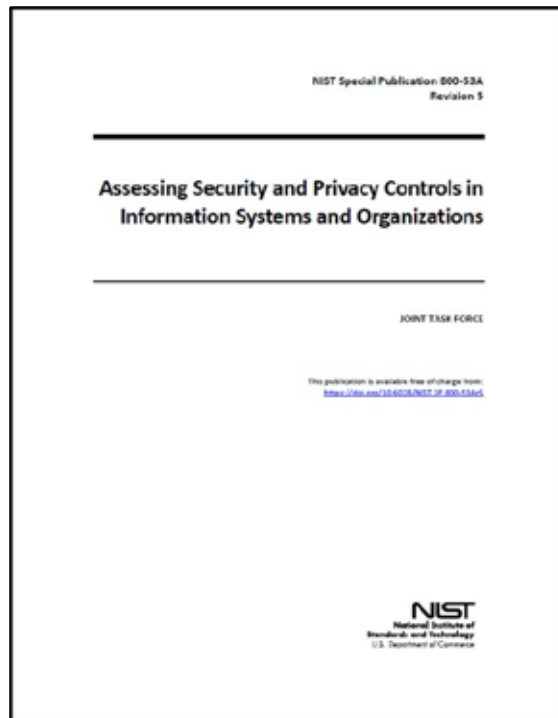 NIST Special Publication 800-53A
Revision 5
Assessing Security and Privacy Controls in
Information Systems and Organizations
JOINT TASK FORCE
This publication is available free of charge from:
https://doi.org/10.6028/NIST.SP.800-53Ar5
NIST
National Institute of
Standards and Technology
U.S. Department of Commerce